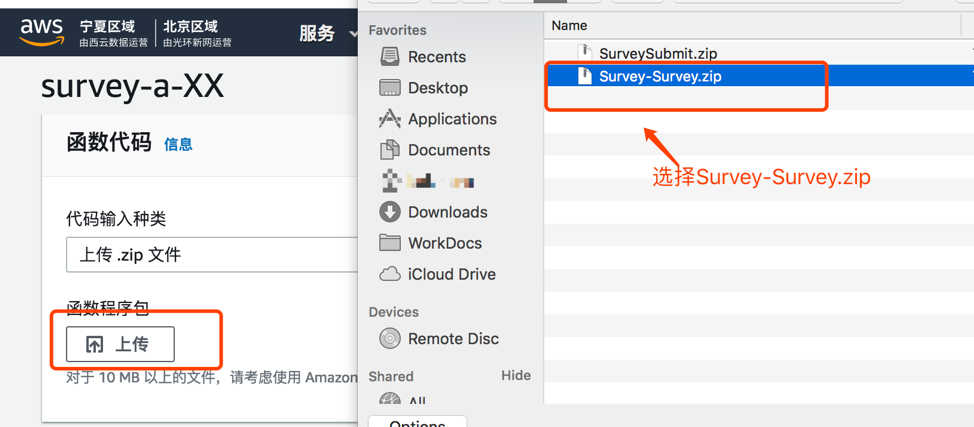 aws
宁夏区域
由西云数据运营
北京区域
由光环新网运营
服务
survey-a-XX
函数代码 信息
代码输入种类
上传 .zip 文件
函数程序包
上传
对于 10 MB 以上的文件，请考虑使用 Amazon
Favorites
Recents
Desktop
Applications
Documents
Downloads
WorkDocs
iCloud Drive
Devices
Remote Disc
Shared Hide
All
Options
Name
SurveySubmit.zip
Survey-Survey.zip
选择Survey-Survey.zip